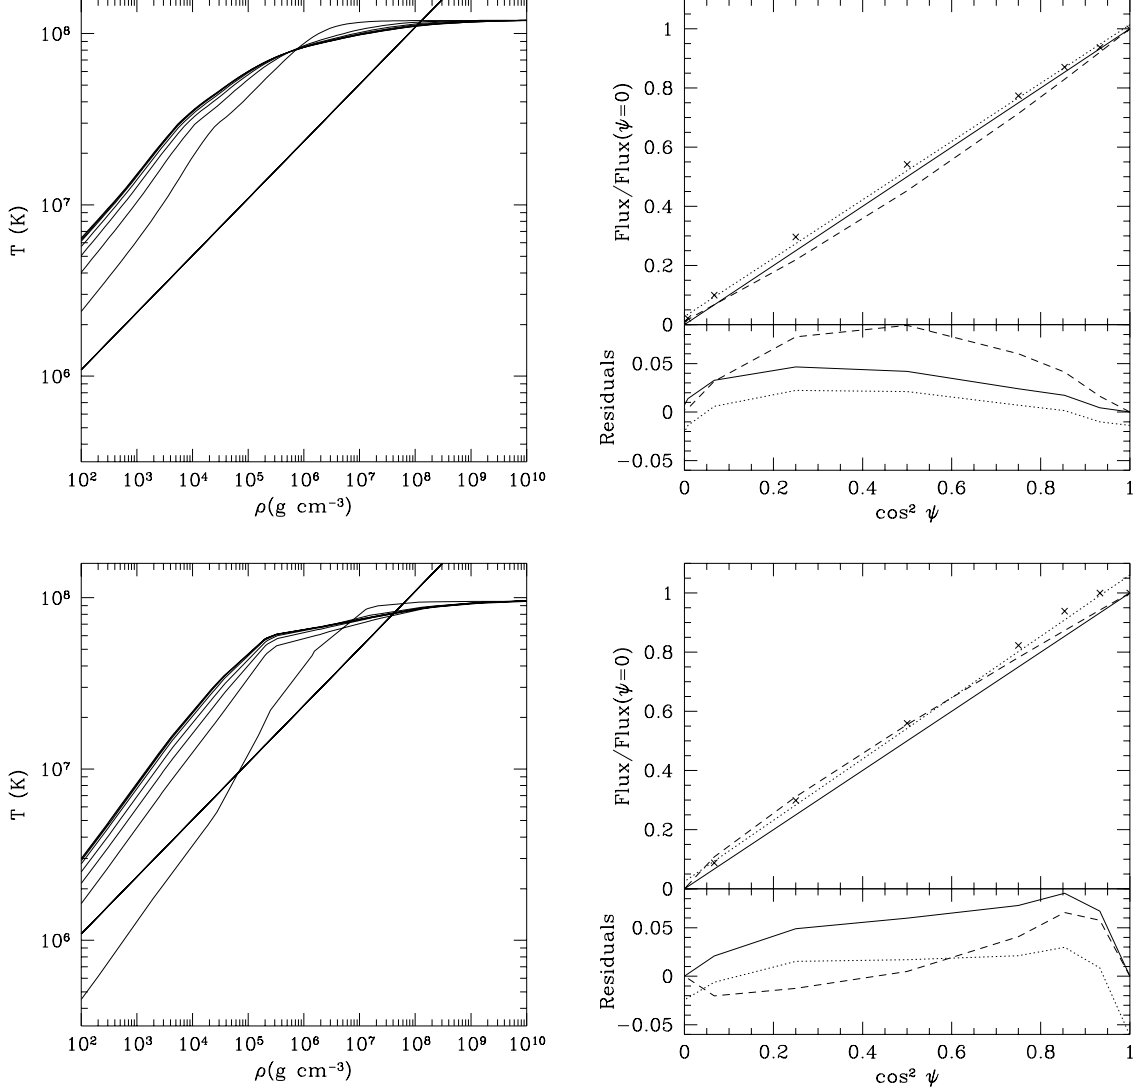 10⁸
10⁷
10⁶
T (K)
10² 10³ 10⁴ 10⁵ 10⁶ 10⁷ 10⁸ 10⁹ 10¹⁰
ρ(g cm⁻³)
1
0.8
0.6
0.4
0.2
0
Flux/Flux(ψ=0)
0.05
0
−0.05
Residuals
0 0.2 0.4 0.6 0.8 1
cos² ψ
10⁸
10⁷
10⁶
T (K)
10² 10³ 10⁴ 10⁵ 10⁶ 10⁷ 10⁸ 10⁹ 10¹⁰
ρ(g cm⁻³)
1
0.8
0.6
0.4
0.2
0
Flux/Flux(ψ=0)
0.05
0
−0.05
Residuals
0 0.2 0.4 0.6 0.8 1
cos² ψ